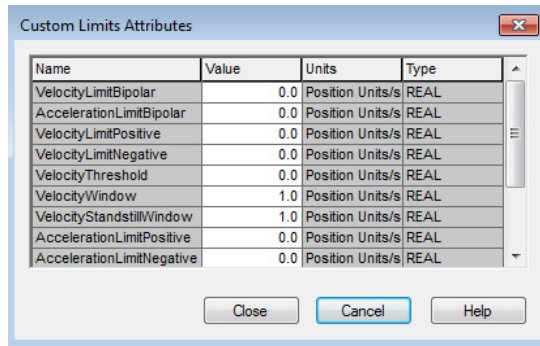 Custom Limits Attributes
Name Value Units Type
VelocityLimitBipolar 0.0 Position Units/s REAL
AccelerationLimitBipolar 0.0 Position Units/s REAL
VelocityLimitPositive 0.0 Position Units/s REAL
VelocityLimitNegative 0.0 Position Units/s REAL
VelocityThreshold 0.0 Position Units/s REAL
VelocityWindow 1.0 Position Units/s REAL
VelocityStandstillWindow 1.0 Position Units/s REAL
AccelerationLimitPositive 0.0 Position Units/s REAL
AccelerationLimitNegative 0.0 Position Units/s REAL
Close Cancel Help